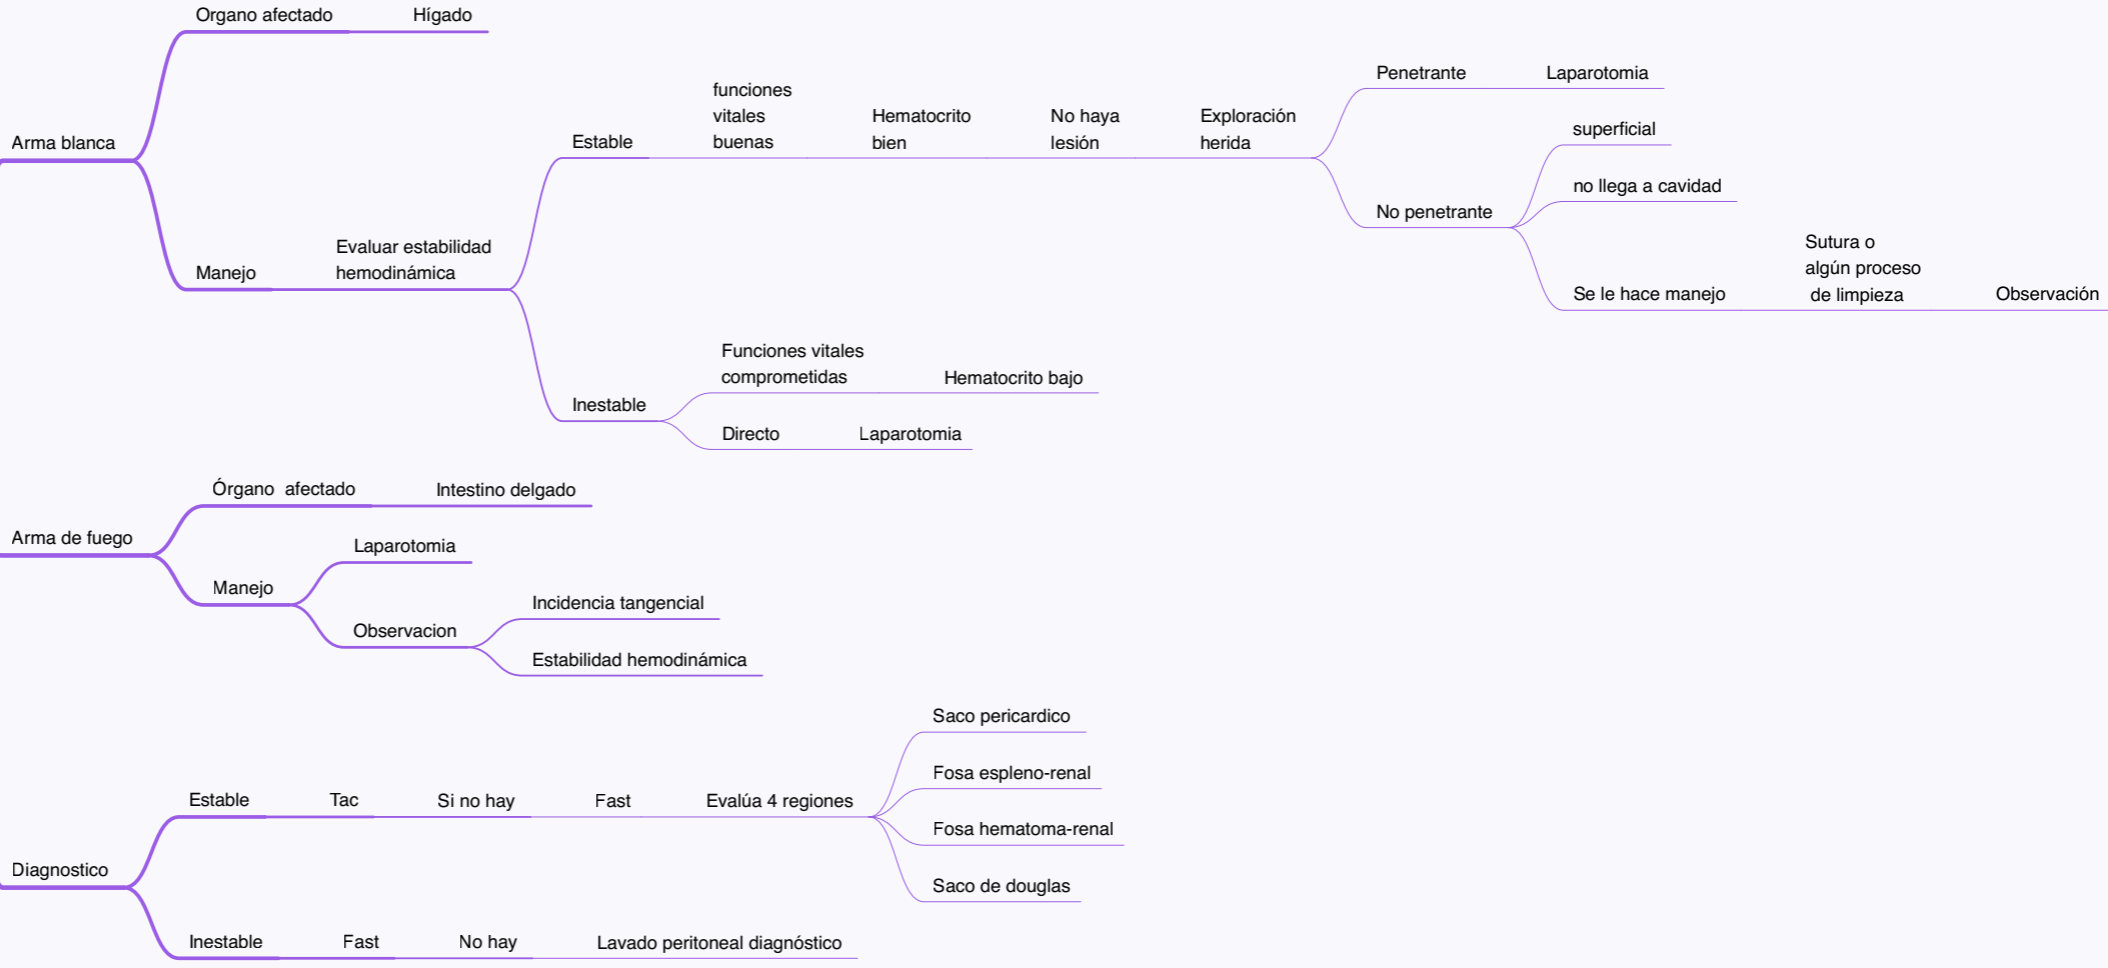 Organo afectado
Hígado
Arma blanca
Manejo
Evaluar estabilidad
hemodinámica
Estable
funciones
vitales
buenas
Hematocrito
bien
No haya
lesión
Exploración
herida
Penetrante
Laparotomia
No penetrante
superficial
no llega a cavidad
Se le hace manejo
Sutura o
algún proceso
de limpieza
Observación
Inestable
Funciones vitales
comprometidas
Hematocrito bajo
Directo
Laparotomia
Arma de fuego
Órgano afectado
Intestino delgado
Manejo
Laparotomia
Observacion
Incidencia tangencial
Estabilidad hemodinámica
Diagnostico
Estable
Tac
Si no hay
Fast
Evalúa 4 regiones
Saco pericardico
Fosa espleno-renal
Fosa hematoma-renal
Saco de douglas
Inestable
Fast
No hay
Lavado peritoneal diagnóstico